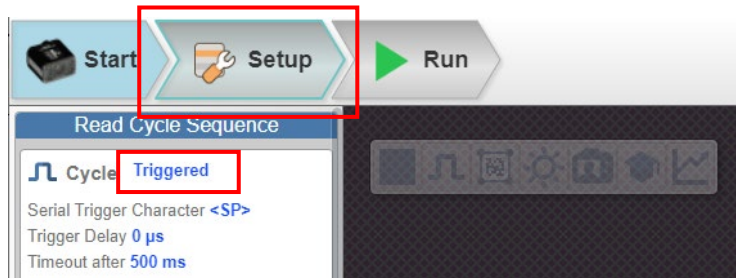 Start Setup Run
Read Cycle Sequence
Cycle Triggered
Serial Trigger Character <SP>
Trigger Delay 0 µs
Timeout after 500 ms